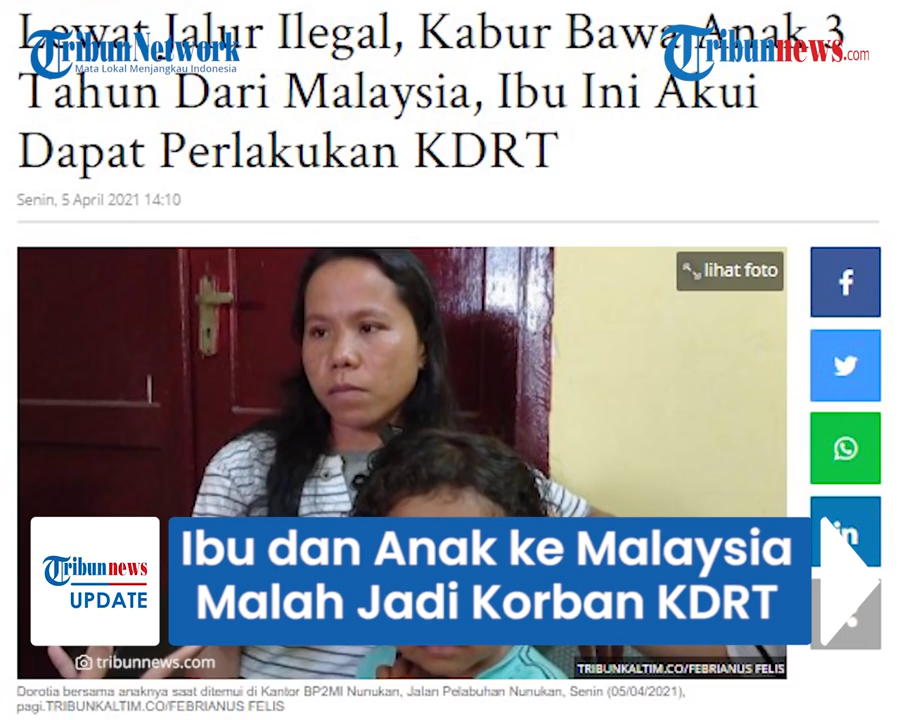 Lewat Jalur Ilegal, Kabur Bawa Anak 3
TribunNetwork
Mata Lokal Menjangkau Indonesia
Tribunnews.com
Tahun Dari Malaysia, Ibu Ini Akui
Dapat Perlakukan KDRT
Senin, 5 April 2021 14:10
lihat foto
f
in
Tribunnews
UPDATE
Ibu dan Anak ke Malaysia
Malah Jadi Korban KDRT
tribunnews.com
TRIBUNKALTIM.CO/FEBRIANUS FELIS
Dorotia bersama anaknya saat ditemui di Kantor BP2MI Nunukan, Jalan Pelabuhan Nunukan, Senin (05/04/2021),
pagi.TRIBUNKALTIM.CO/FEBRIANUS FELIS